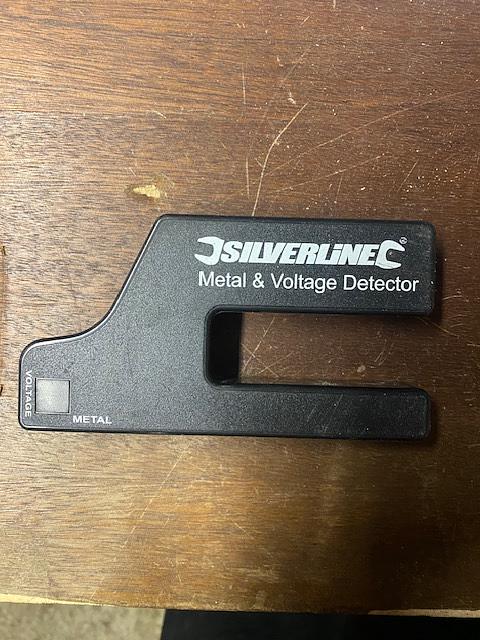 SILVERLINE®
Metal & Voltage Detector
VOLTAGE
METAL